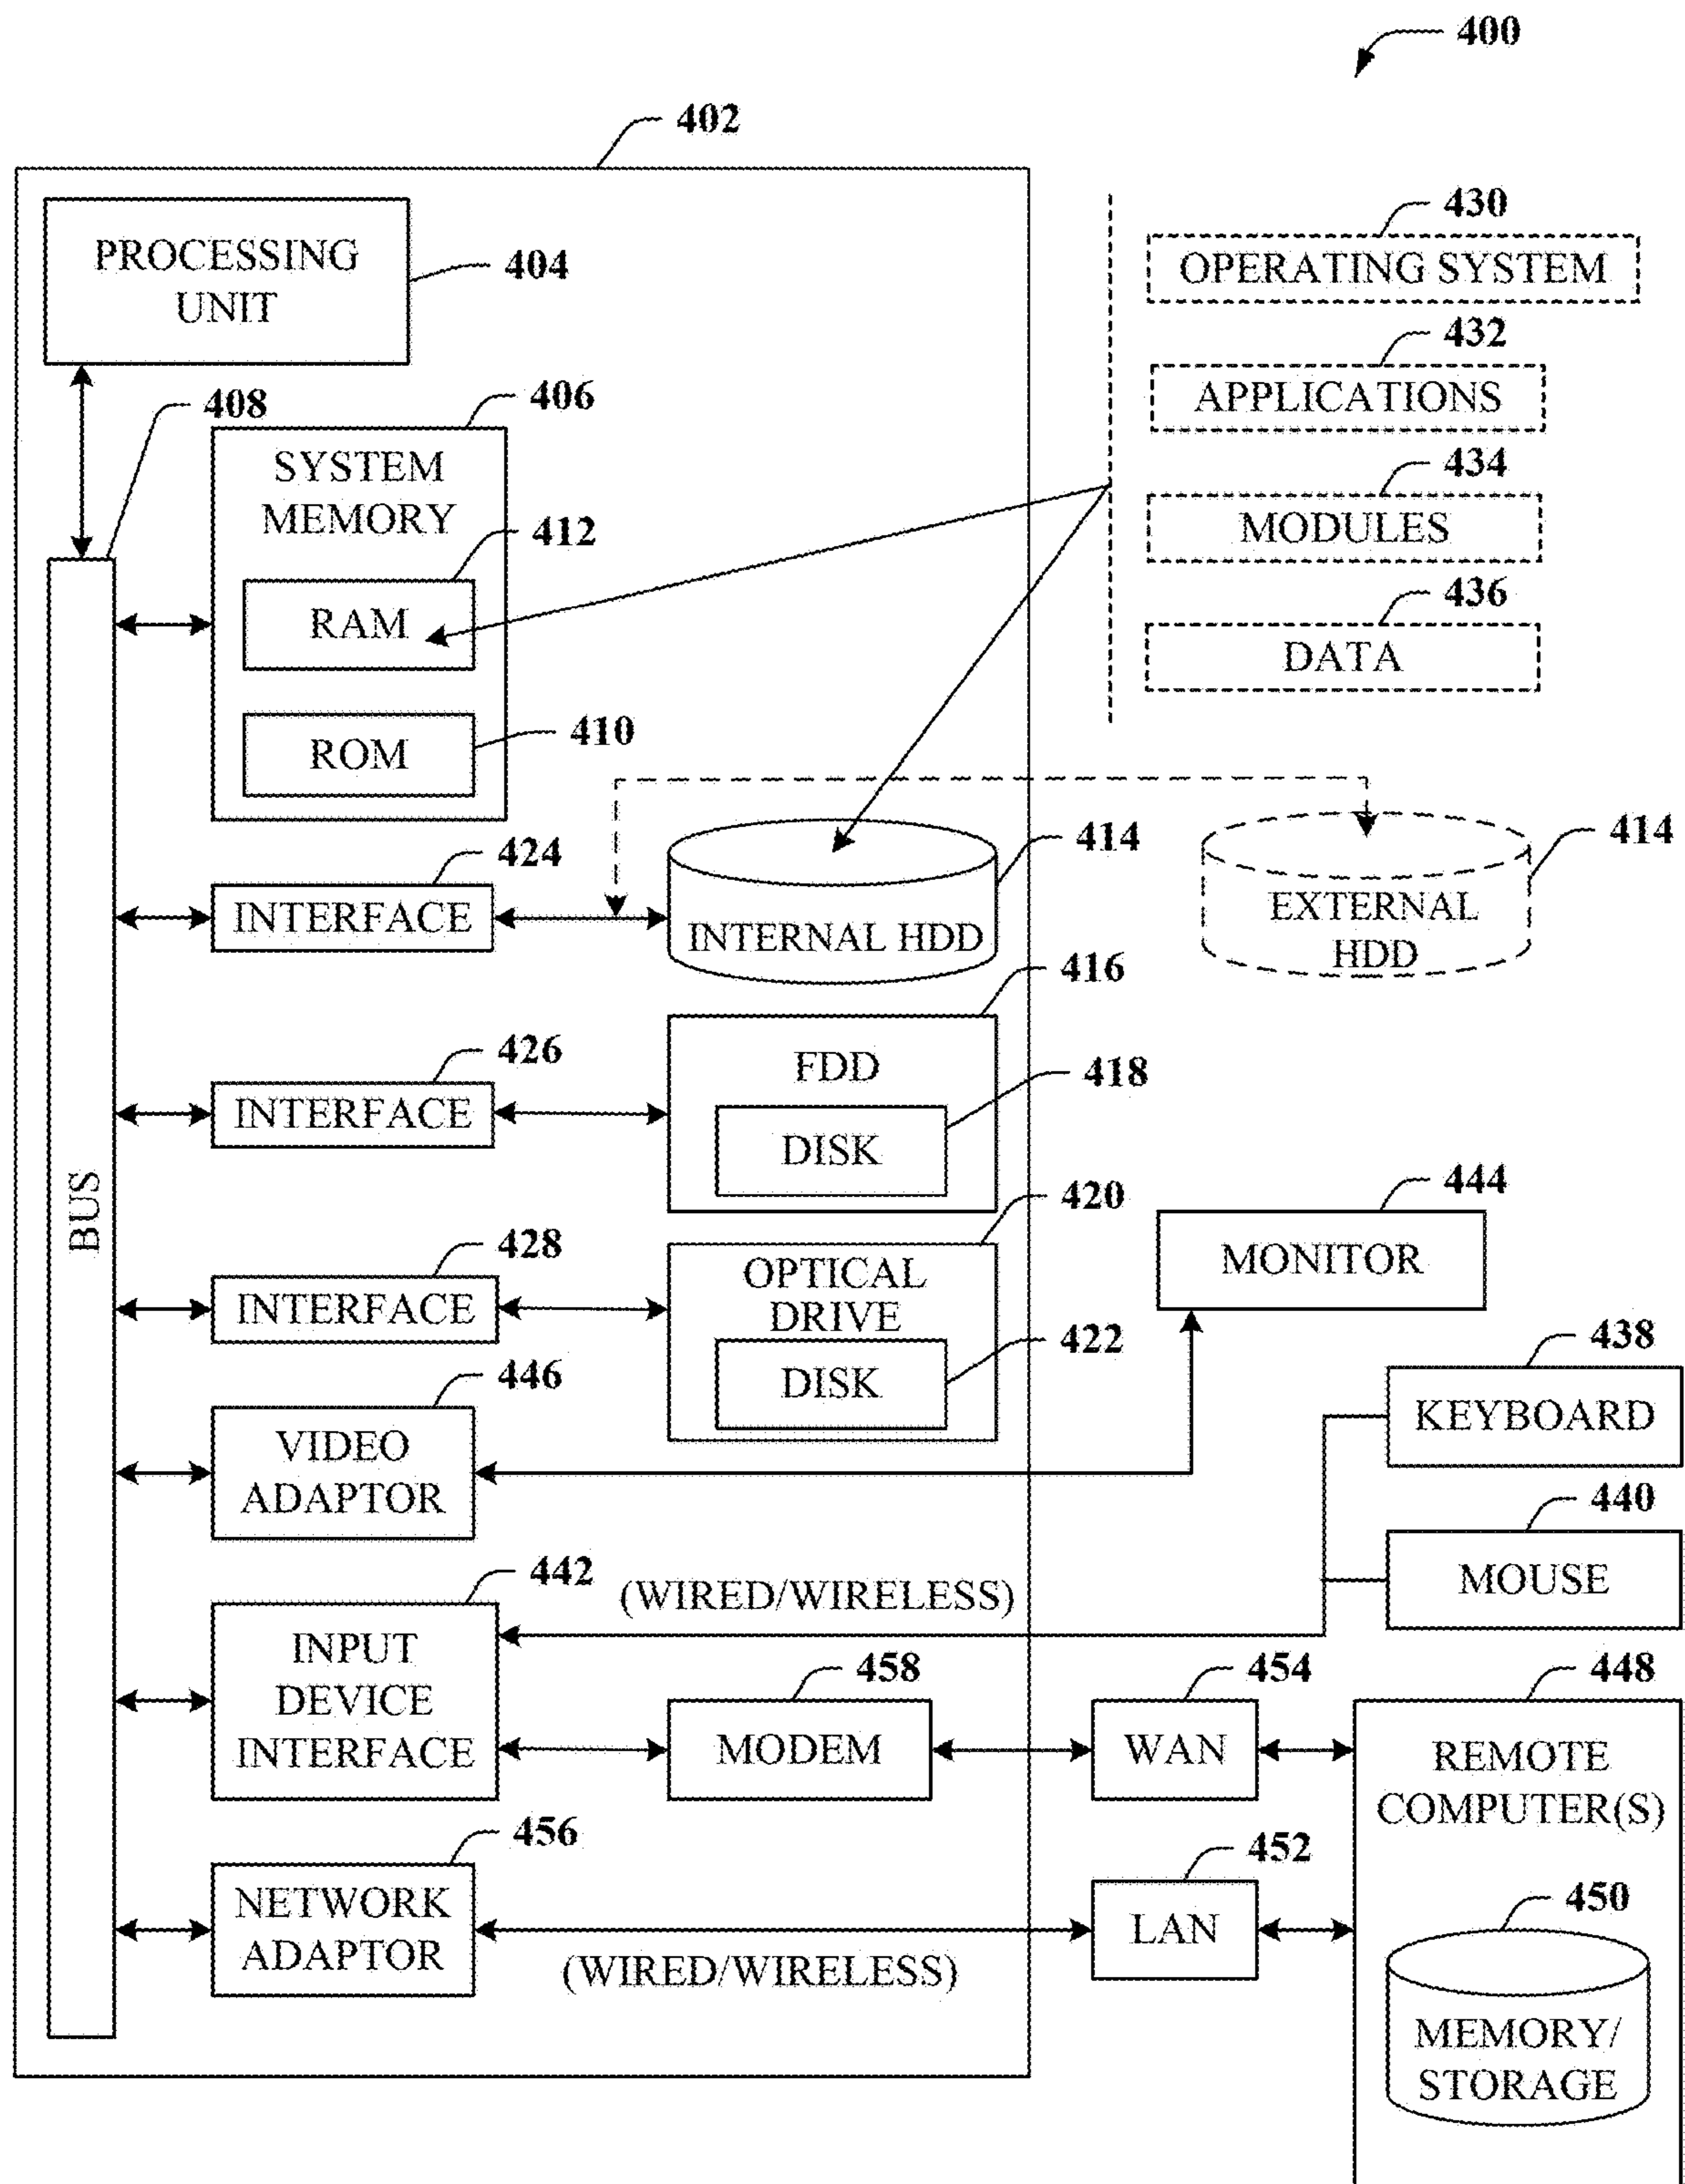 400
402
PROCESSING
UNIT
404
408
406
SYSTEM
MEMORY
412
RAM
410
ROM
430
OPERATING SYSTEM
432
APPLICATIONS
434
MODULES
436
DATA
BUS
424
INTERFACE
414
INTERNAL HDD
414
EXTERNAL
HDD
426
INTERFACE
416
FDD
418
DISK
428
INTERFACE
420
OPTICAL
DRIVE
422
DISK
444
MONITOR
446
VIDEO
ADAPTOR
438
KEYBOARD
440
MOUSE
442
INPUT
DEVICE
INTERFACE
(WIRED/WIRELESS)
458
MODEM
454
WAN
448
REMOTE
COMPUTER(S)
456
NETWORK
ADAPTOR
(WIRED/WIRELESS)
452
LAN
450
MEMORY/
STORAGE